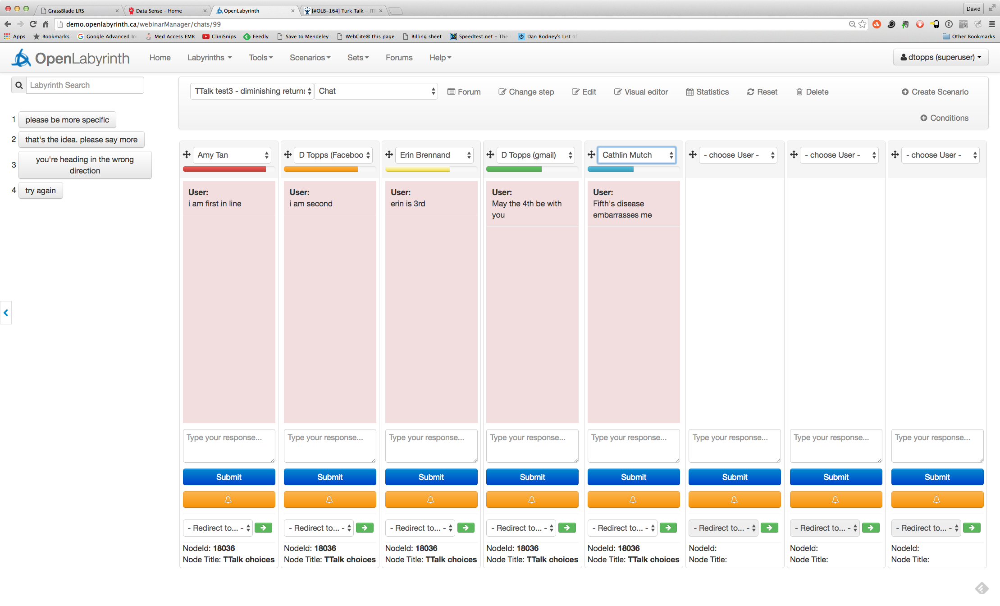 GrassBlade LRS
Data Sense - Home
OpenLabyrinth
[#OLB-164] Turk Talk - IT
David
demo.openlabyrinth.ca/webinarManager/chats/99
Apps Bookmarks Google Advanced Im Med Access EMR CliniSnips Feedly Save to Mendeley WebCite® this page Billing sheet Speedtest.net - The Dan Rodney's List of Other Bookmarks
OpenLabyrinth Home Labyrinths Tools Scenarios Sets Forums Help dtopps (superuser)
Labyrinth Search
1 please be more specific
2 that's the idea. please say more
3 you're heading in the wrong
direction
4 try again
TTalk test3 - diminishing returns Chat Forum Change step Edit Visual editor Statistics Reset Delete Create Scenario
Conditions
Amy Tan D Topps (Faceboo Erin Brennand D Topps (gmail) Cathlin Mutch - choose User - - choose User - - choose User -
User:
i am first in line
User:
i am second
User:
erin is 3rd
User:
May the 4th be with
you
User:
Fifth's disease
embarrasses me
Type your response... Type your response... Type your response... Type your response... Type your response... Type your response... Type your response... Type your response...
Submit Submit Submit Submit Submit Submit Submit Submit
- Redirect to... - - Redirect to... - - Redirect to... - - Redirect to... - - Redirect to... - - Redirect to... - - Redirect to... - - Redirect to... -
NodeId: 18036 NodeId: 18036 NodeId: 18036 NodeId: 18036 NodeId: 18036 NodeId: NodeId: NodeId:
Node Title: TTalk choices Node Title: TTalk choices Node Title: TTalk choices Node Title: TTalk choices Node Title: TTalk choices Node Title: Node Title: Node Title: